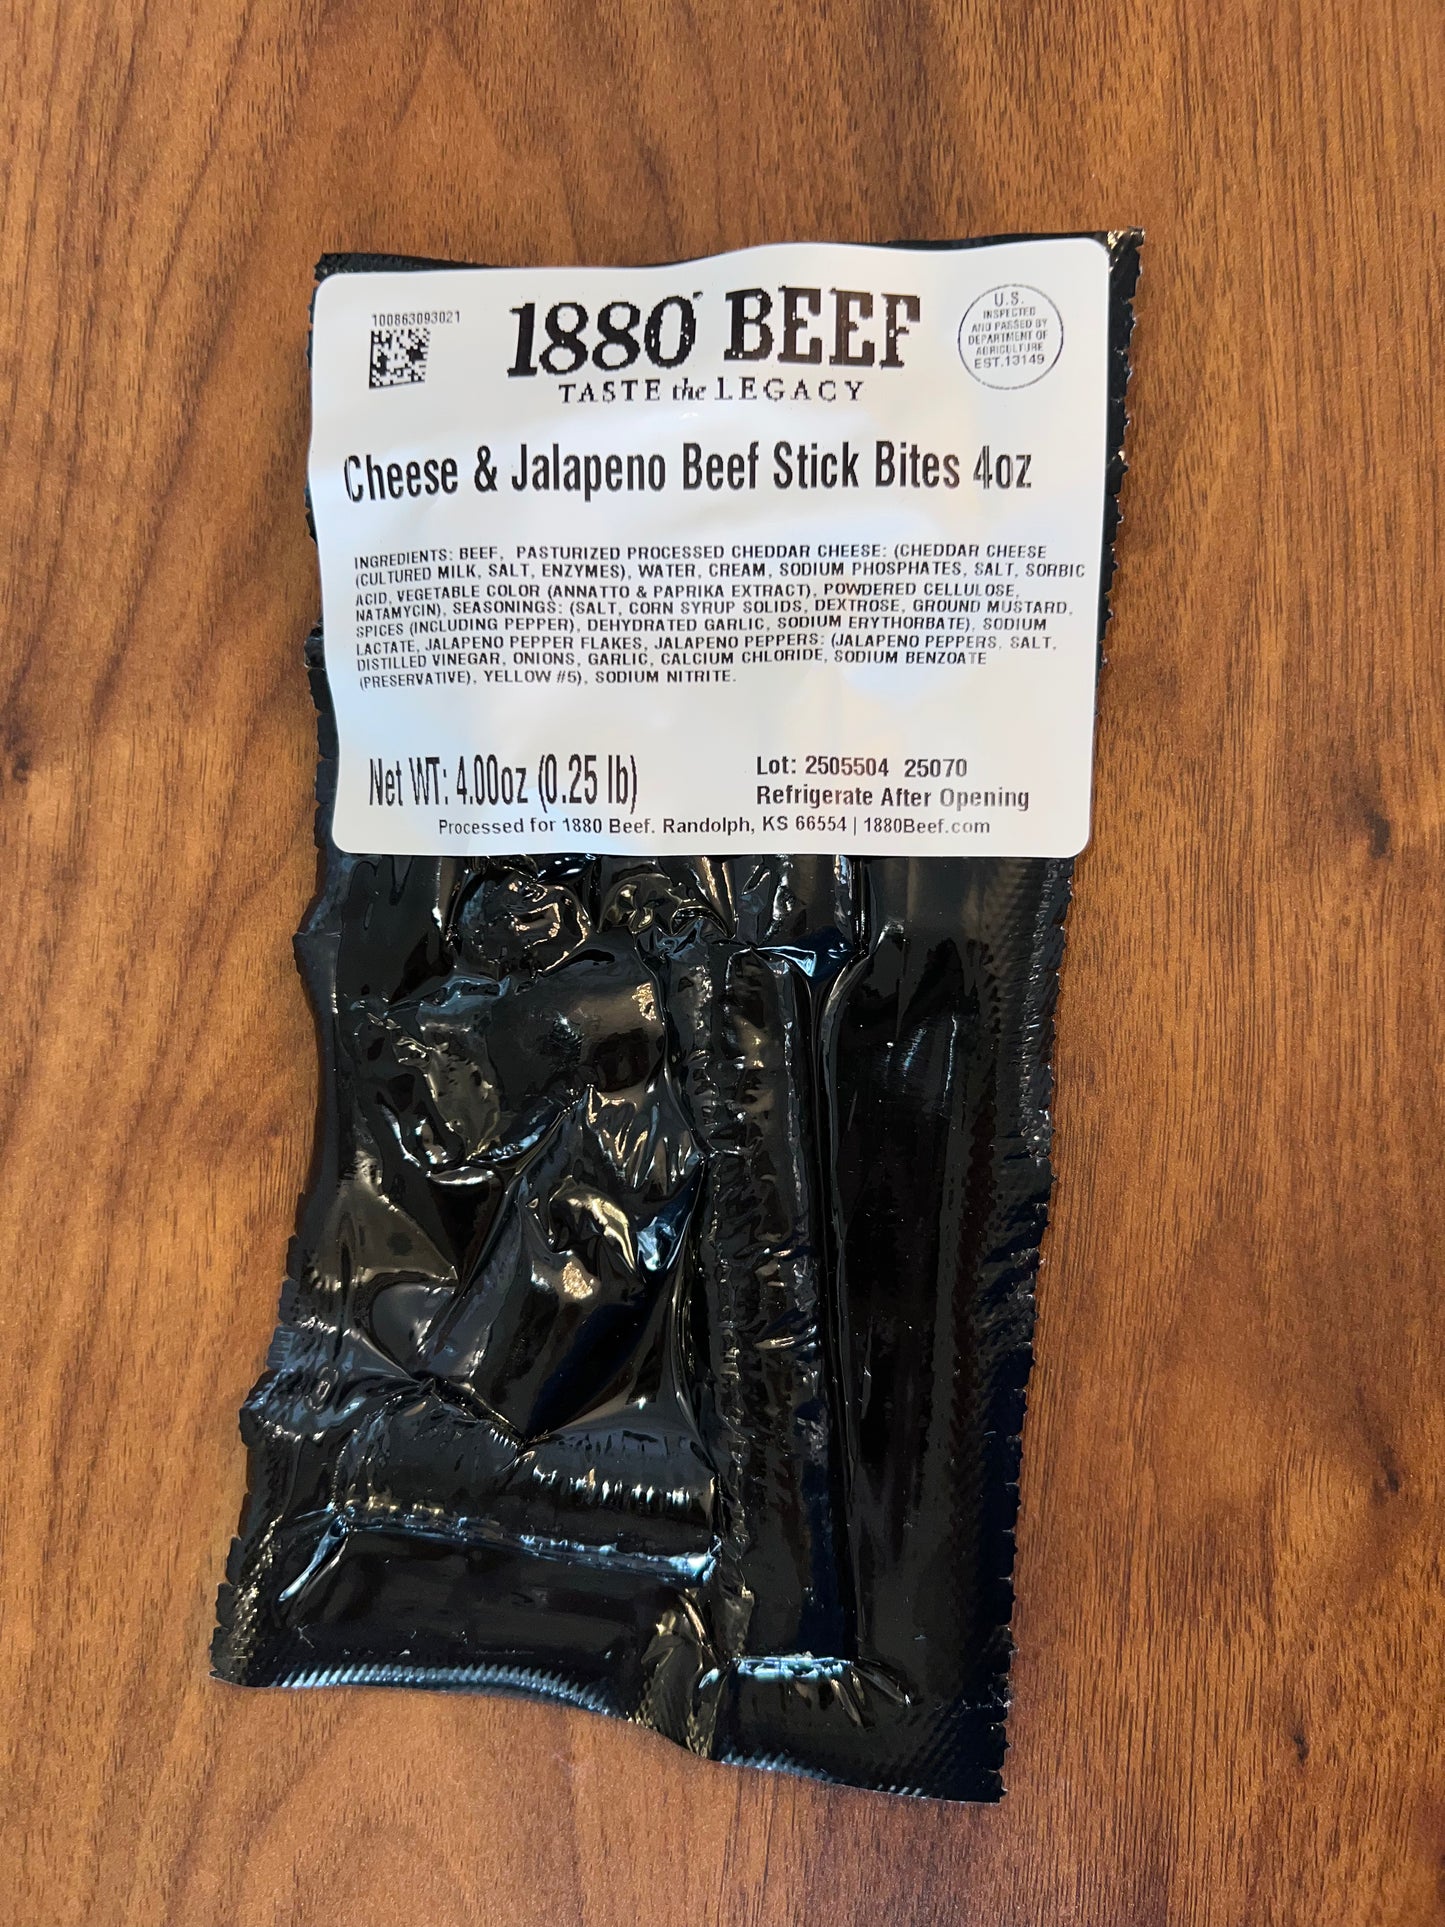 100863093021
1880 BEEF
TASTE the LEGACY
U.S.
INSPECTED
AND PASSED BY
DEPARTMENT OF
AGRICULTURE
EST.13149
Cheese & Jalapeno Beef Stick Bites 4oz
INGREDIENTS: BEEF, PASTURIZED PROCESSED CHEDDAR CHEESE: (CHEDDAR CHEESE
(CULTURED MILK, SALT, ENZYMES), WATER, CREAM, SODIUM PHOSPHATES, SALT, SORBIC
ACID, VEGETABLE COLOR (ANNATTO & PAPRIKA EXTRACT), POWDERED CELLULOSE,
NATAMYCIN), SEASONINGS: (SALT, CORN SYRUP SOLIDS, DEXTROSE, GROUND MUSTARD,
SPICES (INCLUDING PEPPER), DEHYDRATED GARLIC, SODIUM ERYTHORBATE), SODIUM
LACTATE, JALAPENO PEPPER FLAKES, JALAPENO PEPPERS: (JALAPENO PEPPERS, SALT,
DISTILLED VINEGAR, ONIONS, GARLIC, CALCIUM CHLORIDE, SODIUM BENZOATE
(PRESERVATIVE), YELLOW #5), SODIUM NITRITE.
Net WT: 4.00oz (0.25 lb)
Lot: 2505504 25070
Refrigerate After Opening
Processed for 1880 Beef. Randolph, KS 66554 | 1880Beef.com